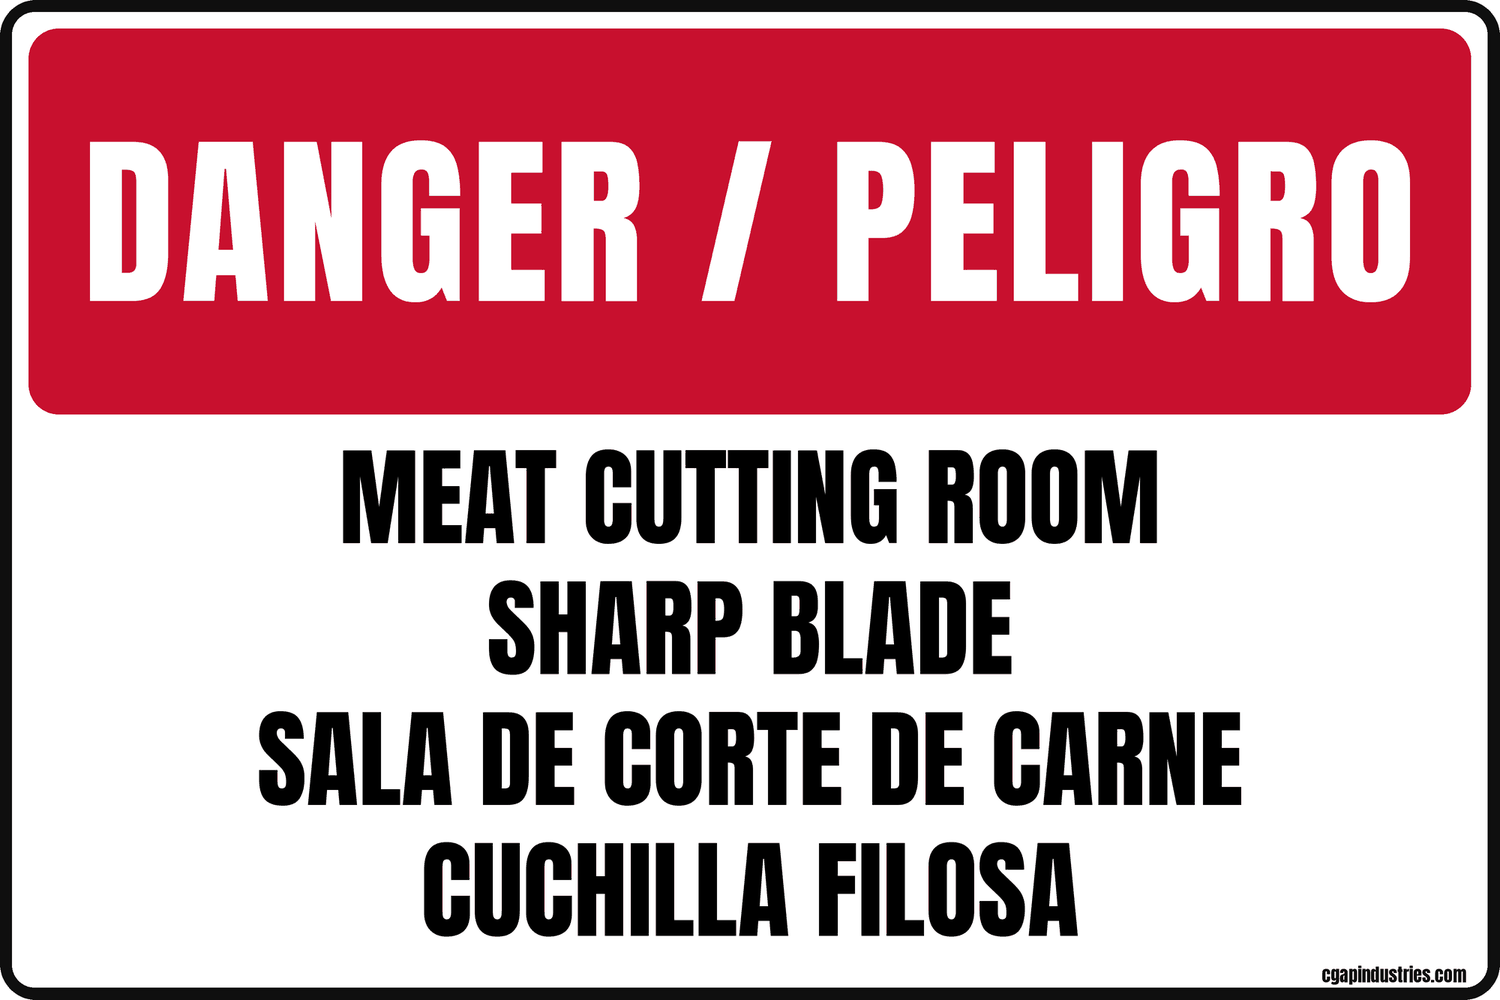 DANGER / PELIGRO
MEAT CUTTING ROOM
SHARP BLADE
SALA DE CORTE DE CARNE
CUCHILLA FILOSA
cgapindustries.com